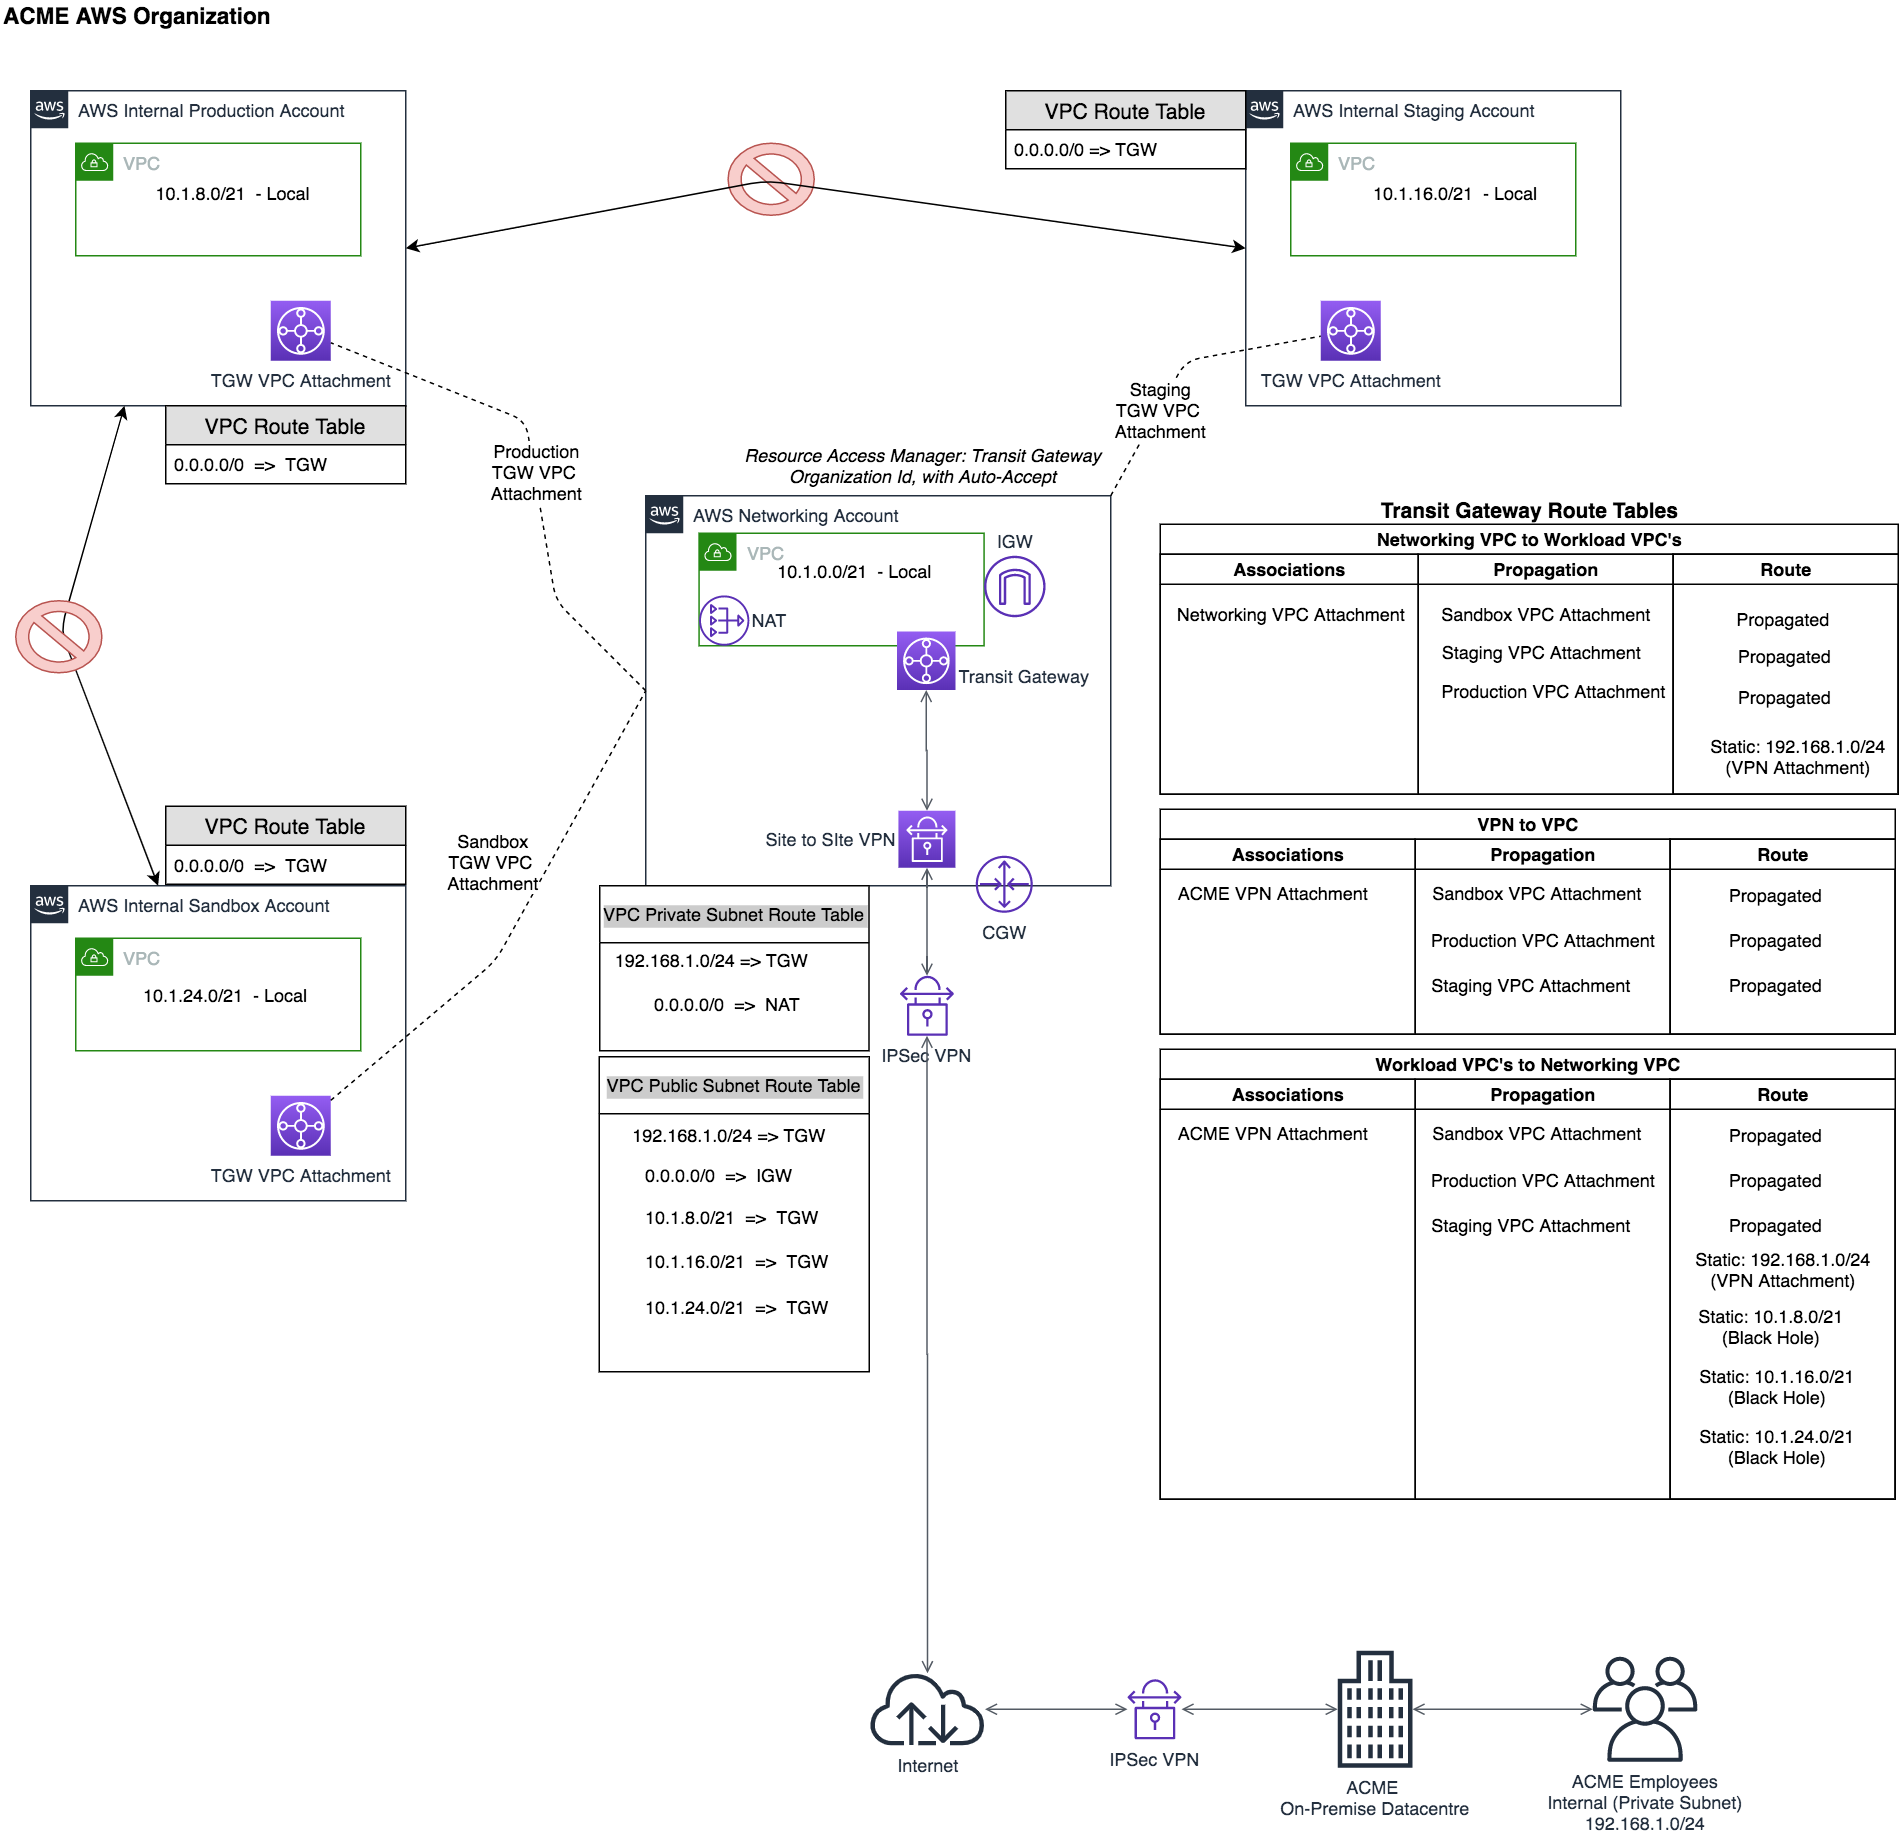 ACME AWS Organization
aws
AWS Internal Production Account
VPC
10.1.8.0/21 - Local
TGW VPC Attachment
VPC Route Table
0.0.0.0/0 => TGW
VPC Route Table
0.0.0.0/0 => TGW
aws
AWS Internal Staging Account
VPC
10.1.16.0/21 - Local
TGW VPC Attachment
Staging
TGW VPC
Attachment
Production
TGW VPC
Attachment
Resource Access Manager: Transit Gateway
Organization Id, with Auto-Accept
aws
AWS Networking Account
VPC
10.1.0.0/21 - Local
NAT
IGW
Transit Gateway
Site to SIte VPN
CGW
IPSec VPN
VPC Route Table
0.0.0.0/0 => TGW
Sandbox
TGW VPC
Attachment
aws
AWS Internal Sandbox Account
VPC
10.1.24.0/21 - Local
TGW VPC Attachment
VPC Private Subnet Route Table
192.168.1.0/24 => TGW
0.0.0.0/0 => NAT
VPC Public Subnet Route Table
192.168.1.0/24 => TGW
0.0.0.0/0 => IGW
10.1.8.0/21 => TGW
10.1.16.0/21 => TGW
10.1.24.0/21 => TGW
Transit Gateway Route Tables
Networking VPC to Workload VPC's
Associations Propagation Route
Networking VPC Attachment Sandbox VPC Attachment Propagated
Staging VPC Attachment Propagated
Production VPC Attachment Propagated
Static: 192.168.1.0/24
(VPN Attachment)
VPN to VPC
Associations Propagation Route
ACME VPN Attachment Sandbox VPC Attachment Propagated
Production VPC Attachment Propagated
Staging VPC Attachment Propagated
Workload VPC's to Networking VPC
Associations Propagation Route
ACME VPN Attachment Sandbox VPC Attachment Propagated
Production VPC Attachment Propagated
Staging VPC Attachment Propagated
Static: 192.168.1.0/24
(VPN Attachment)
Static: 10.1.8.0/21
(Black Hole)
Static: 10.1.16.0/21
(Black Hole)
Static: 10.1.24.0/21
(Black Hole)
Internet
IPSec VPN
ACME
On-Premise Datacentre
ACME Employees
Internal (Private Subnet)
192.168.1.0/24